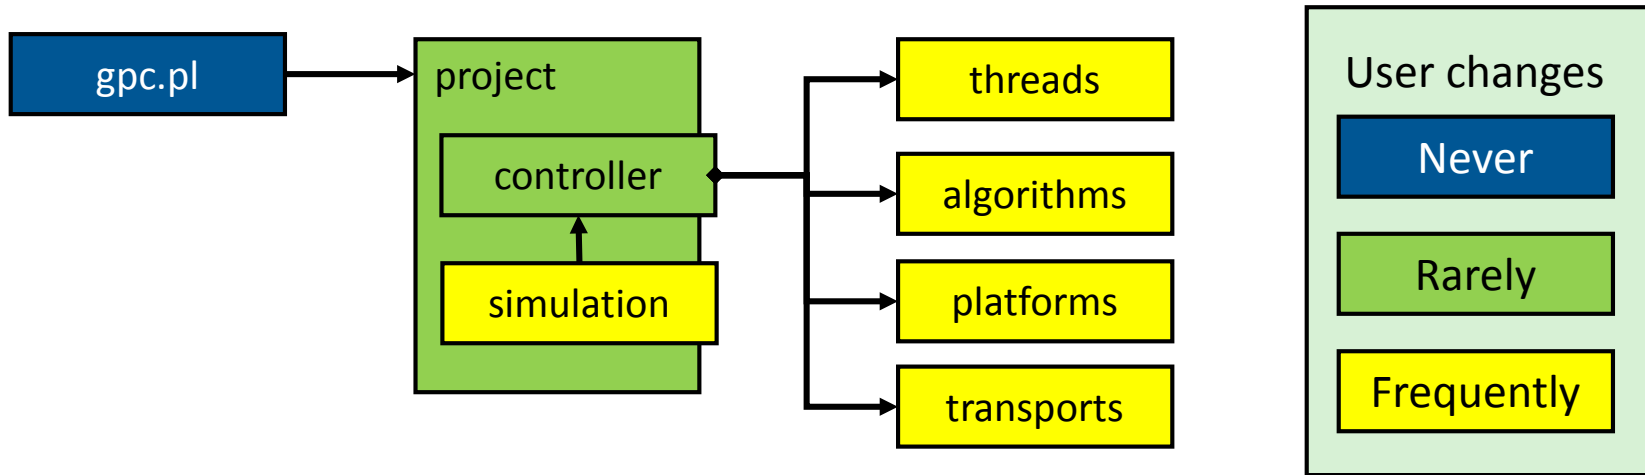 gpc.pl
project
controller
simulation
threads
algorithms
platforms
transports
User changes
Never
Rarely
Frequently